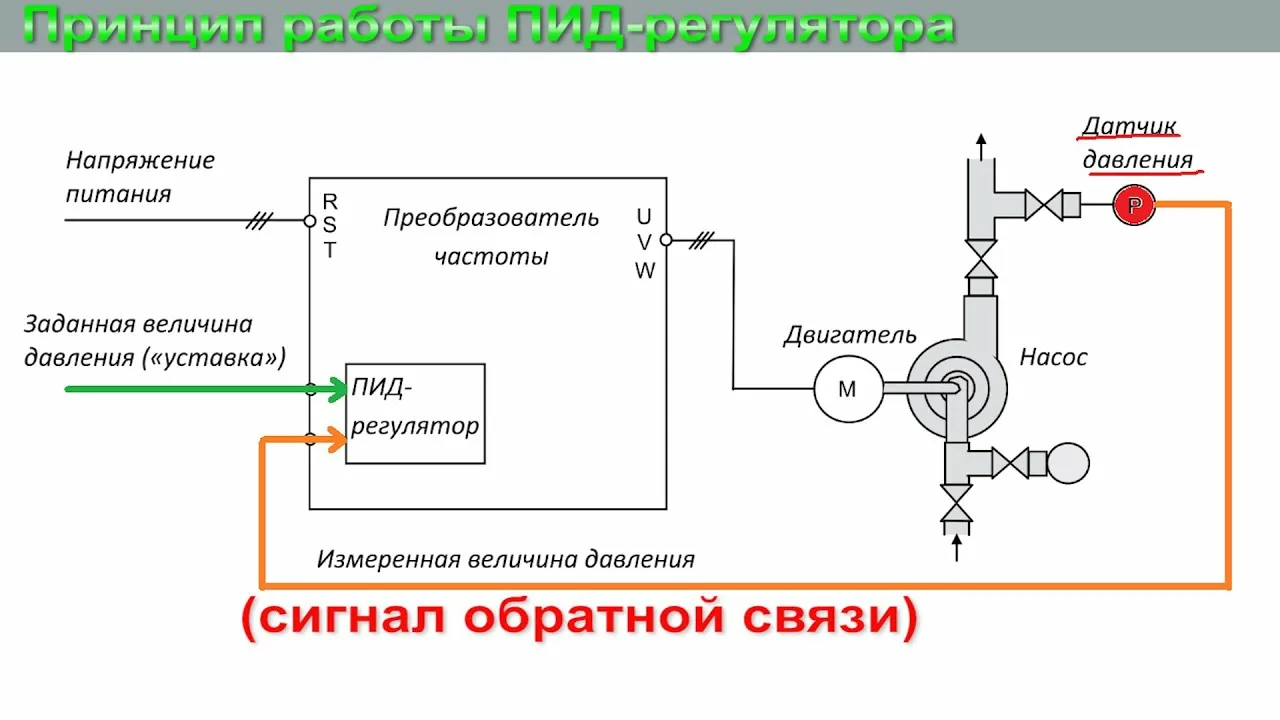 Принцип работы ПИД-регулятора
Датчик
давления
Напряжение
питания
R
S
T
Преобразователь
частоты
U
V
W
P
Заданная величина
давления («уставка»)
Двигатель
Насос
ПИД-
регулятор
M
Измеренная величина давления
(сигнал обратной связи)